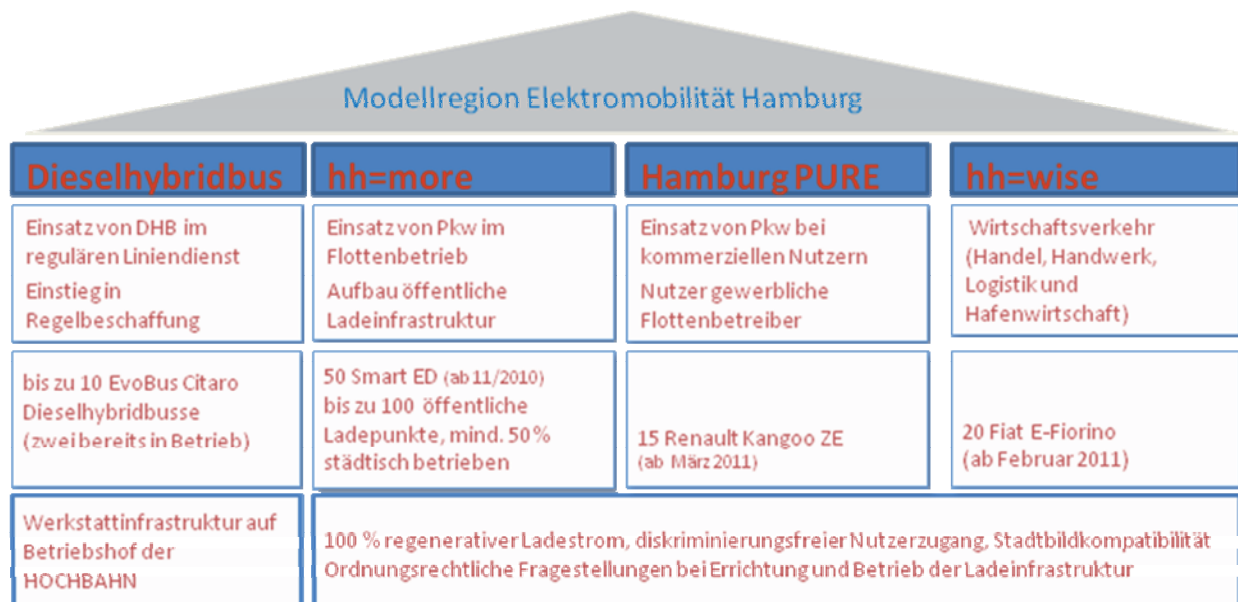 Modellregion Elektromobilität Hamburg
Dieselhybridbus
hh=more
Hamburg PURE
hh=wise
Einsatz von DHB im
regulären Liniendienst
Einstieg in
Regelbeschaffung
Einsatz von Pkw im
Flottenbetrieb
Aufbau öffentliche
Ladeinfrastruktur
Einsatz von Pkw bei
kommerziellen Nutzern
Nutzer gewerbliche
Flottenbetreiber
Wirtschaftsverkehr
(Handel, Handwerk,
Logistik und
Hafenwirtschaft)
bis zu 10 EvoBus Citaro
Dieselhybridbusse
(zwei bereits in Betrieb)
50 Smart ED (ab 11/2010)
bis zu 100 öffentliche
Ladepunkte, mind. 50%
städtisch betrieben
15 Renault Kangoo ZE
(ab März 2011)
20 Fiat E-Fiorino
(ab Februar 2011)
Werkstattinfrastruktur auf
Betriebshof der
HOCHBAHN
100 % regenerativer Ladestrom, diskriminierungsfreier Nutzerzugang, Stadtbildkompatibilität
Ordnungsrechtliche Fragestellungen bei Errichtung und Betrieb der Ladeinfrastruktur